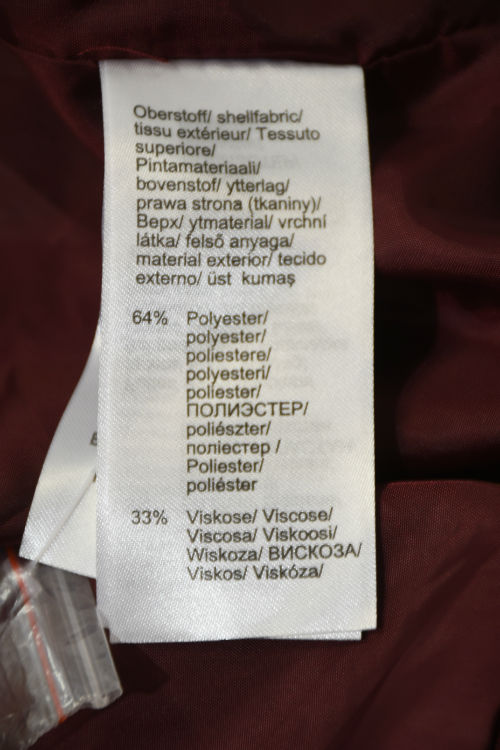 Oberstoff/ shellfabric/
tissu extérieur/ Tessuto
superiore/
Pintamateriaali/
bovenstof/ ytterlag/
prawa strona (tkaniny)/
Верх/ ytmaterial/ vrchní
látka/ felső anyaga/
material exterior/ tecido
externo/ üst kumaş
64% Polyester/
polyester/
poliestere/
polyesteri/
poliester/
ПОЛИЭСТЕР/
poliészter/
поліестер /
Poliester/
poliéster
33% Viskose/ Viscose/
Viscosa/ Viskoosi/
Wiskoza/ ВИСКОЗА/
Viskos/ Viskóza/